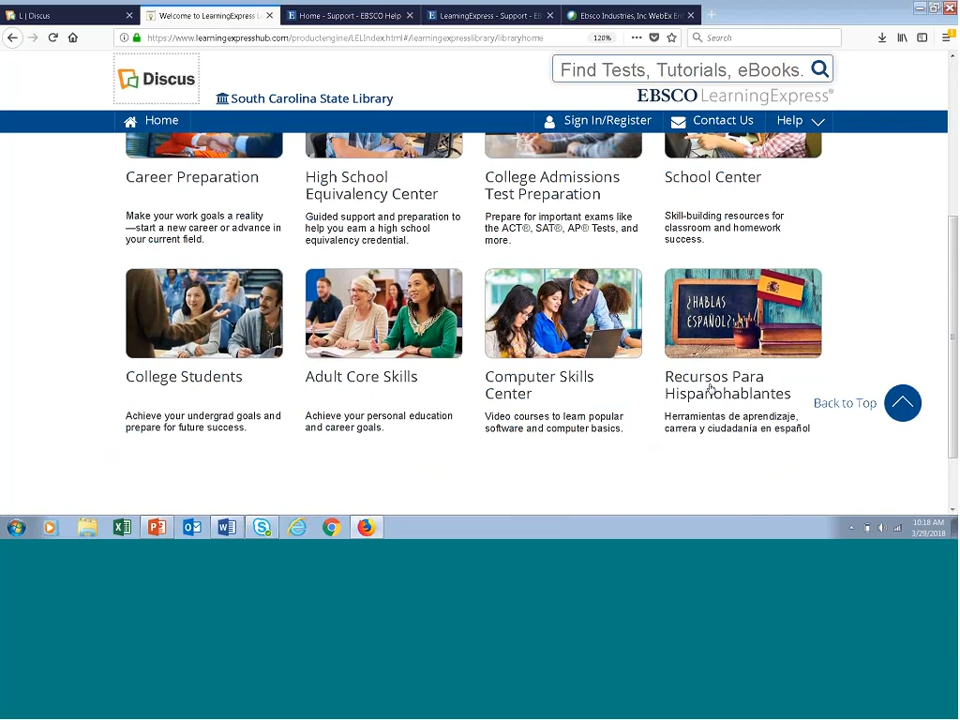 L | Discus
Welcome to LearningExpress L
Home - Support - EBSCO Help
LearningExpress - Support - EB
Ebsco Industries, Inc WebEx En
https://www.learningexpresshub.com/productengine/LELIndex.html#/learningexpresslibrary/libraryhome
120%
Search
Discus
South Carolina State Library
Find Tests, Tutorials, eBooks.
EBSCO LearningExpress®
Home
Sign In/Register
Contact Us
Help
Career Preparation
Make your work goals a reality
—start a new career or advance in
your current field.
High School
Equivalency Center
Guided support and preparation to
help you earn a high school
equivalency credential.
College Admissions
Test Preparation
Prepare for important exams like
the ACT®, SAT®, AP® Tests, and
more.
School Center
Skill-building resources for
classroom and homework
success.
¿HABLAS
ESPAÑOL?
College Students
Achieve your undergrad goals and
prepare for future success.
Adult Core Skills
Achieve your personal education
and career goals.
Computer Skills
Center
Video courses to learn popular
software and computer basics.
Recursos Para
Hispanohablantes
Herramientas de aprendizaje,
carrera y ciudadanía en español
Back to Top
10:18 AM
3/29/2018